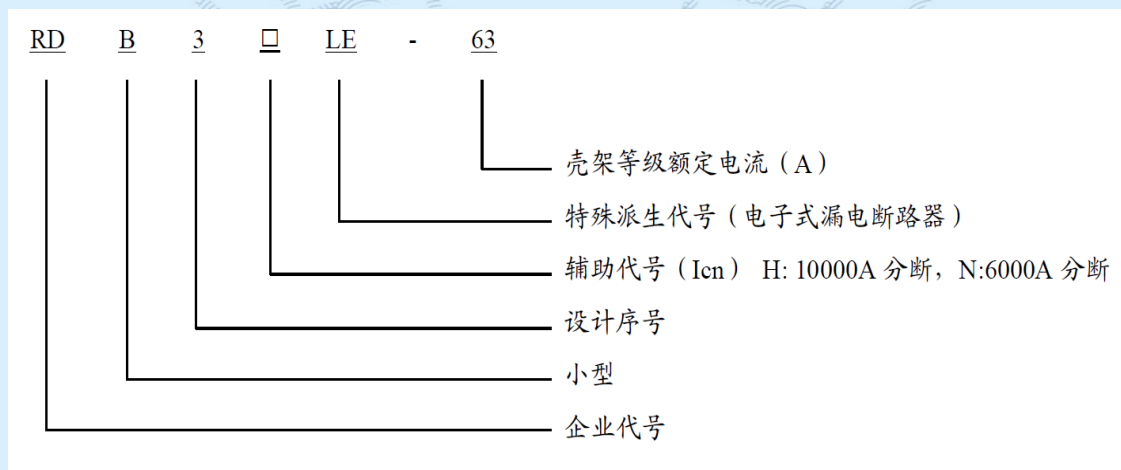 RD B 3 □ LE - 63
壳架等级额定电流（A）
特殊派生代号（电子式漏电断路器）
辅助代号（Icn） H: 10000A 分断，N:6000A 分断
设计序号
小型
企业代号